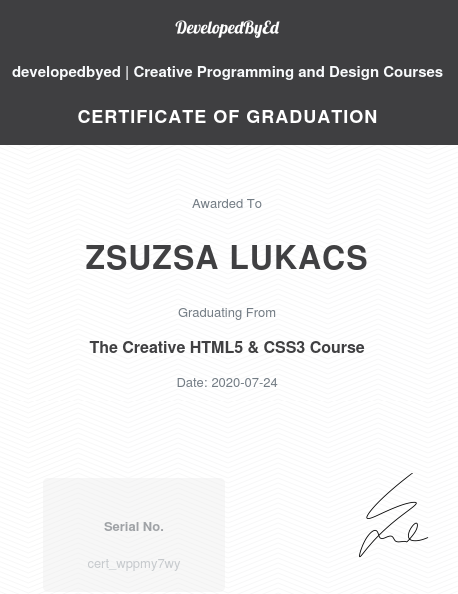 DevelopedByEd
developedbyed | Creative Programming and Design Courses
CERTIFICATE OF GRADUATION
Awarded To
ZSUZSA LUKACS
Graduating From
The Creative HTML5 & CSS3 Course
Date: 2020-07-24
Serial No.
cert_wppmy7wy